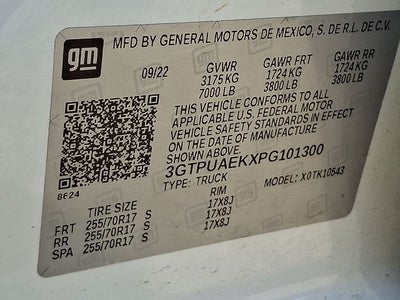 gm
MFD BY GENERAL MOTORS DE MEXICO, S. DE R.L. DE C.V.
09/22 GVWR GAWR FRT GAWR RR
3175 KG 1724 KG 1724 KG
7000 LB 3800 LB 3800 LB
THIS VEHICLE CONFORMS TO ALL
APPLICABLE U.S. FEDERAL MOTOR
VEHICLE SAFETY STANDARDS IN EFFECT
ON THE DATE OF MANUFACTURE
SHOWN ABOVE.
3GTPUAEKXPG101300
8624 TYPE: TRUCK MODEL: X0TK10543
TIRE SIZE RIM
FRT 255/70R17 S 17X8J
RR 255/70R17 S 17X8J
SPA 255/70R17 S 17X8J